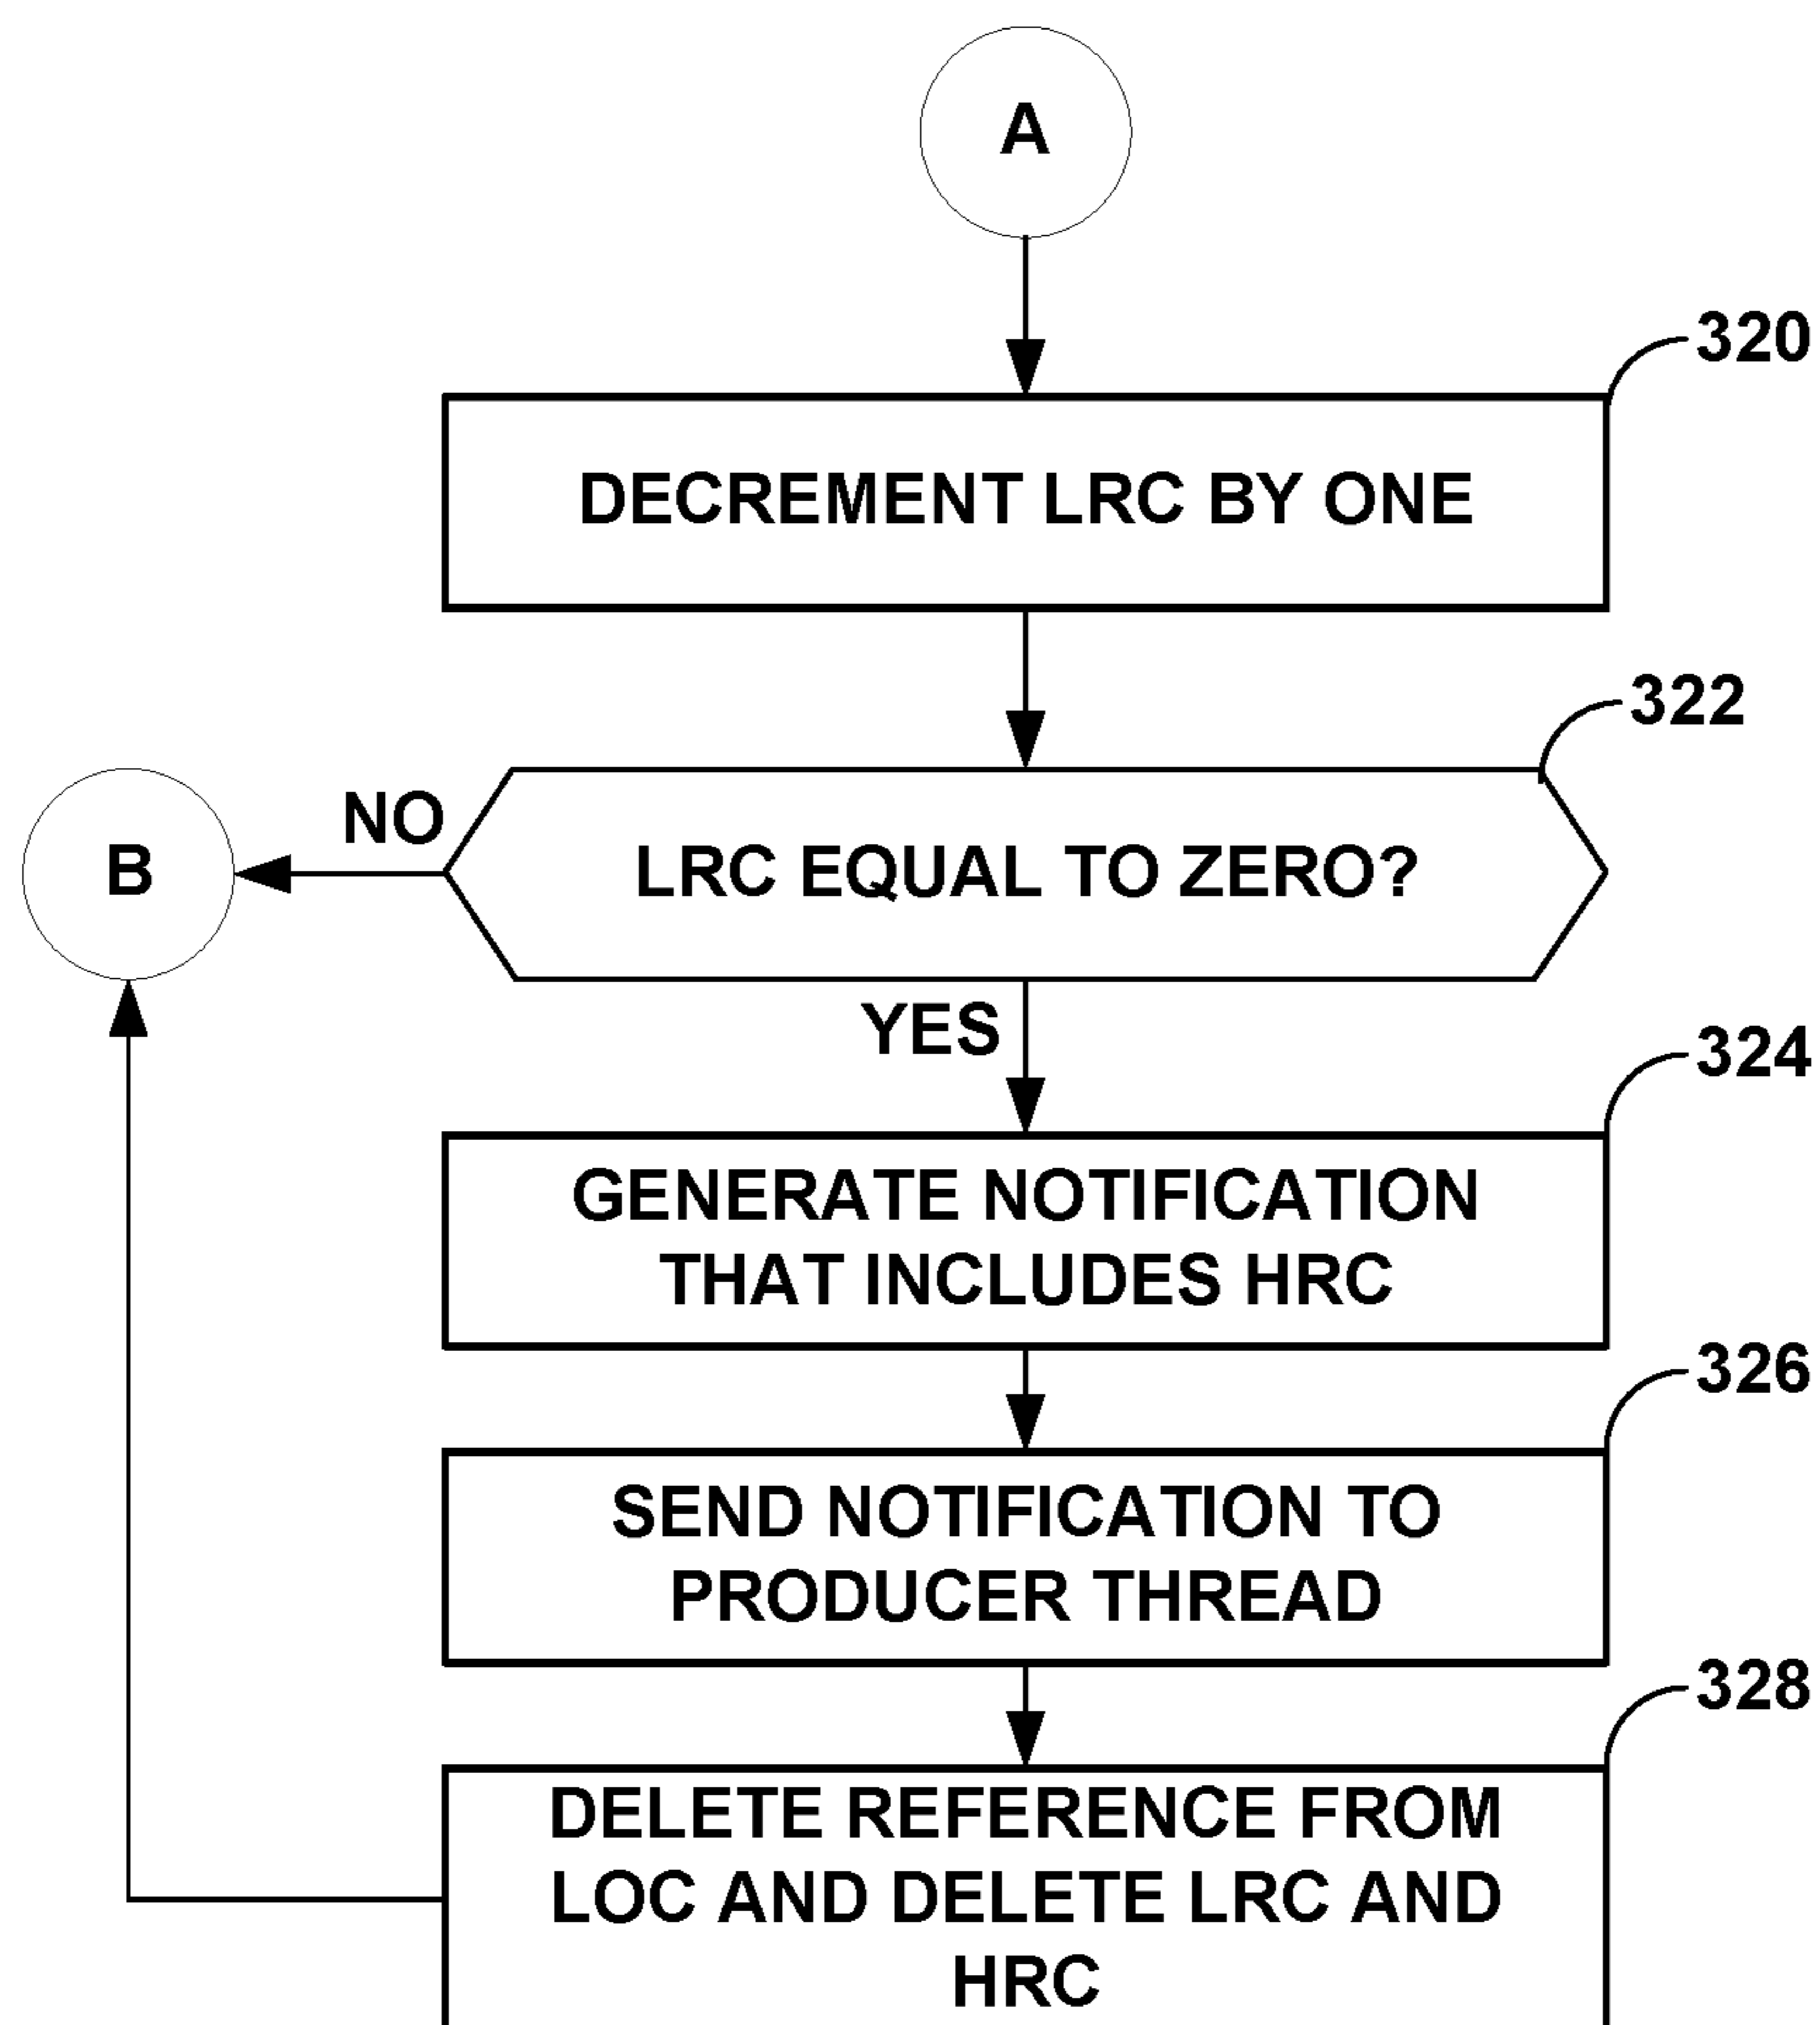 A
320
DECREMENT LRC BY ONE
322
LRC EQUAL TO ZERO?
NO
B
YES
324
GENERATE NOTIFICATION
THAT INCLUDES HRC
326
SEND NOTIFICATION TO
PRODUCER THREAD
328
DELETE REFERENCE FROM
LOC AND DELETE LRC AND
HRC